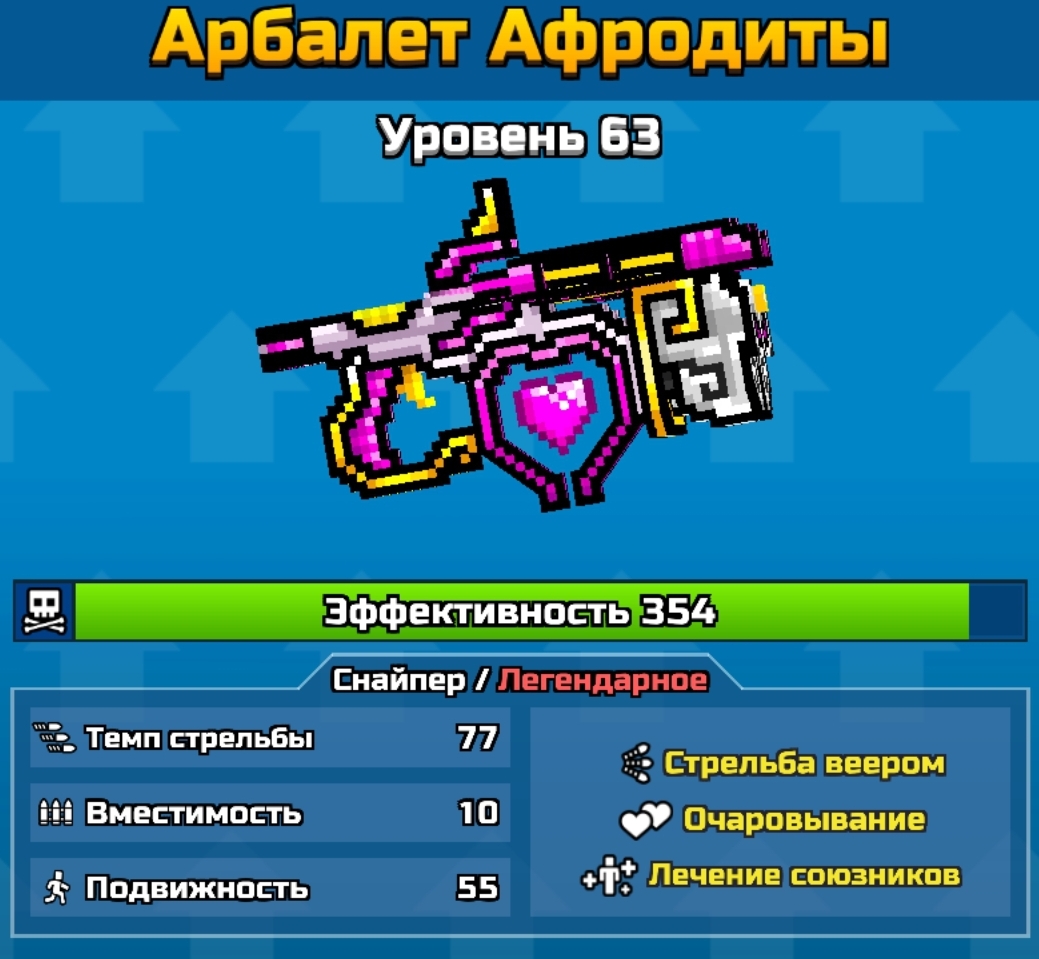 Арбалет Афродиты
Уровень 63
Эффективность 354
Снайпер / Легендарное
Темп стрельбы 77
Вместимость 10
Подвижность 55
Стрельба веером
Очаровывание
Лечение союзников